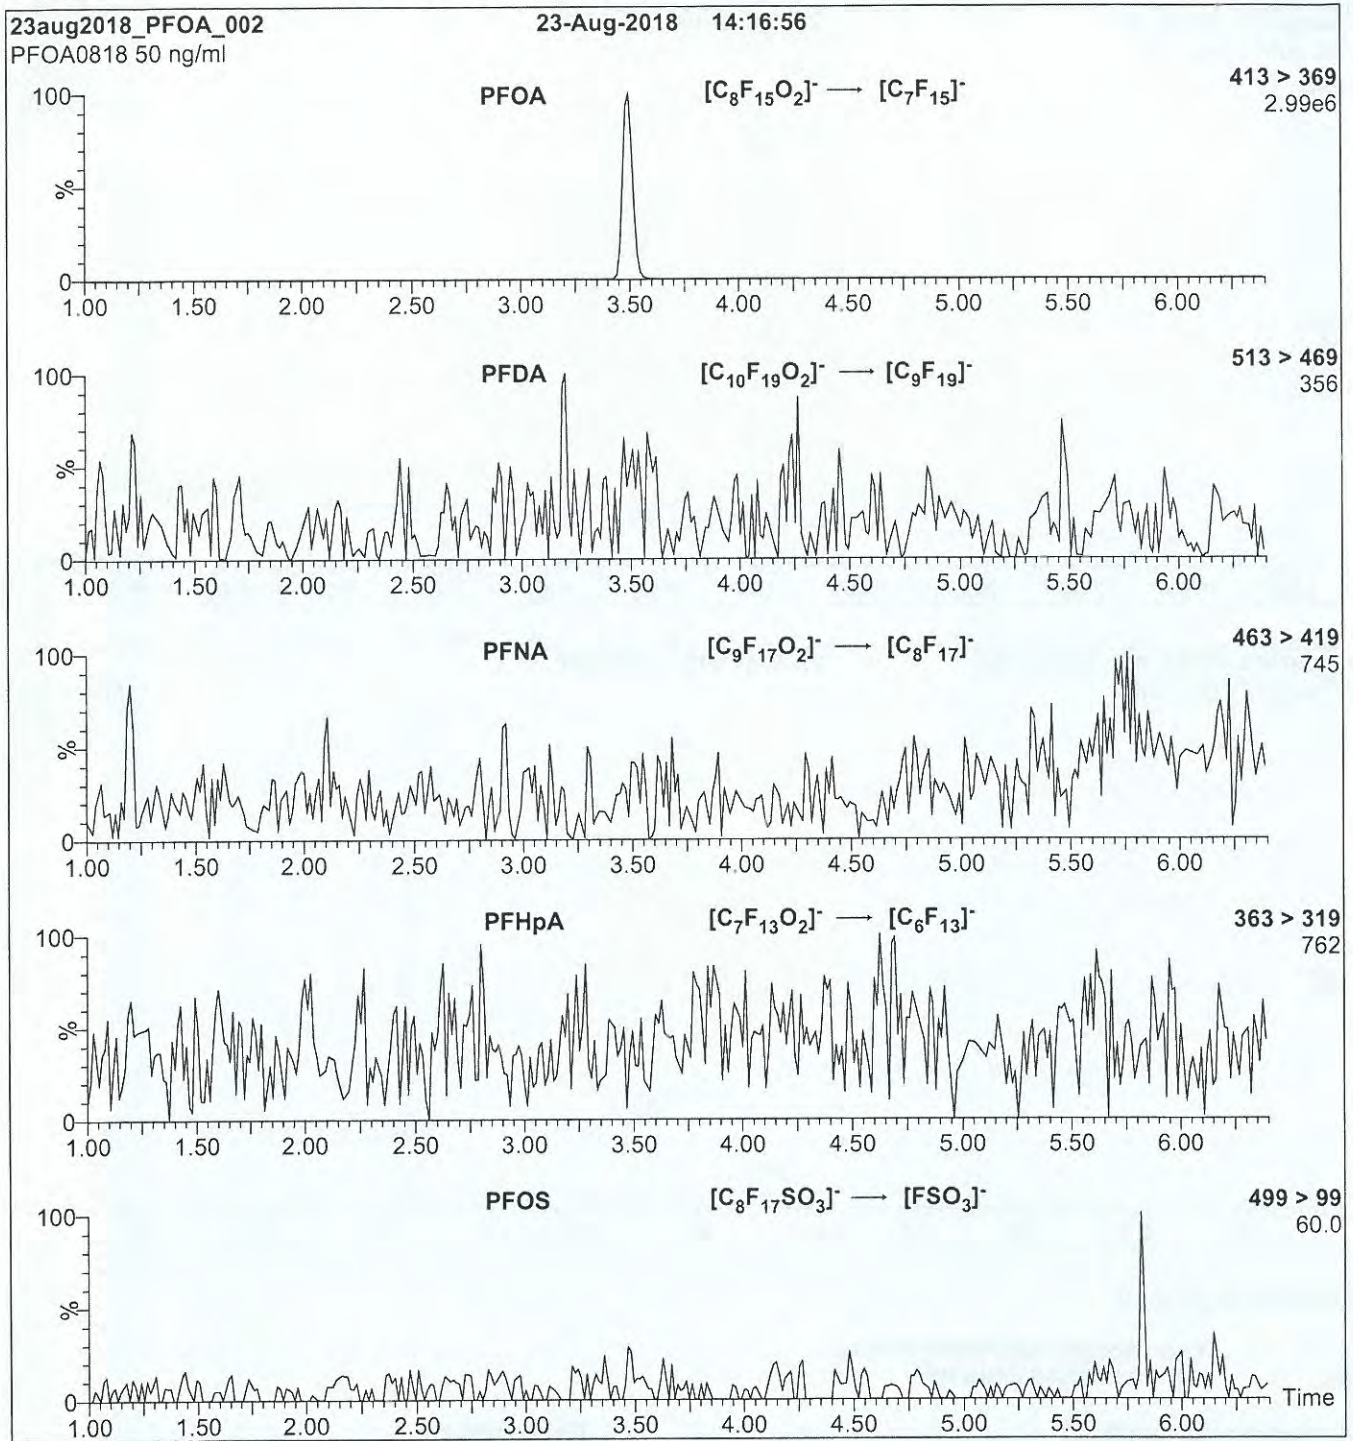 23aug2018_PFOA_002 23-Aug-2018 14:16:56
PFOA0818 50 ng/ml
PFOA [C8F15O2]- → [C7F15]- 413 > 369
2.99e6
100
%
0
1.00 1.50 2.00 2.50 3.00 3.50 4.00 4.50 5.00 5.50 6.00
PFDA [C10F19O2]- → [C9F19]- 513 > 469
356
100
%
0
1.00 1.50 2.00 2.50 3.00 3.50 4.00 4.50 5.00 5.50 6.00
PFNA [C9F17O2]- → [C8F17]- 463 > 419
745
100
%
0
1.00 1.50 2.00 2.50 3.00 3.50 4.00 4.50 5.00 5.50 6.00
PFHpA [C7F13O2]- → [C6F13]- 363 > 319
762
100
%
0
1.00 1.50 2.00 2.50 3.00 3.50 4.00 4.50 5.00 5.50 6.00
PFOS [C8F17SO3]- → [FSO3]- 499 > 99
60.0
100
%
0
Time
1.00 1.50 2.00 2.50 3.00 3.50 4.00 4.50 5.00 5.50 6.00